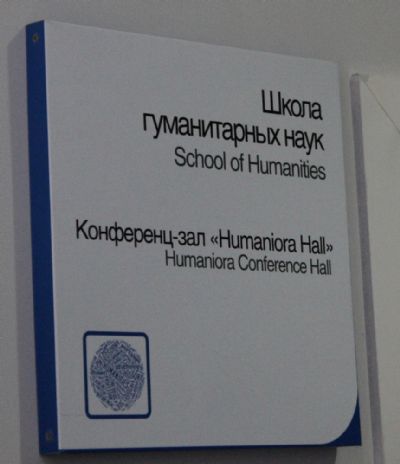 Школа
гуманитарных наук
School of Humanities
Конференц-зал «Humaniora Hall»
Humaniora Conference Hall